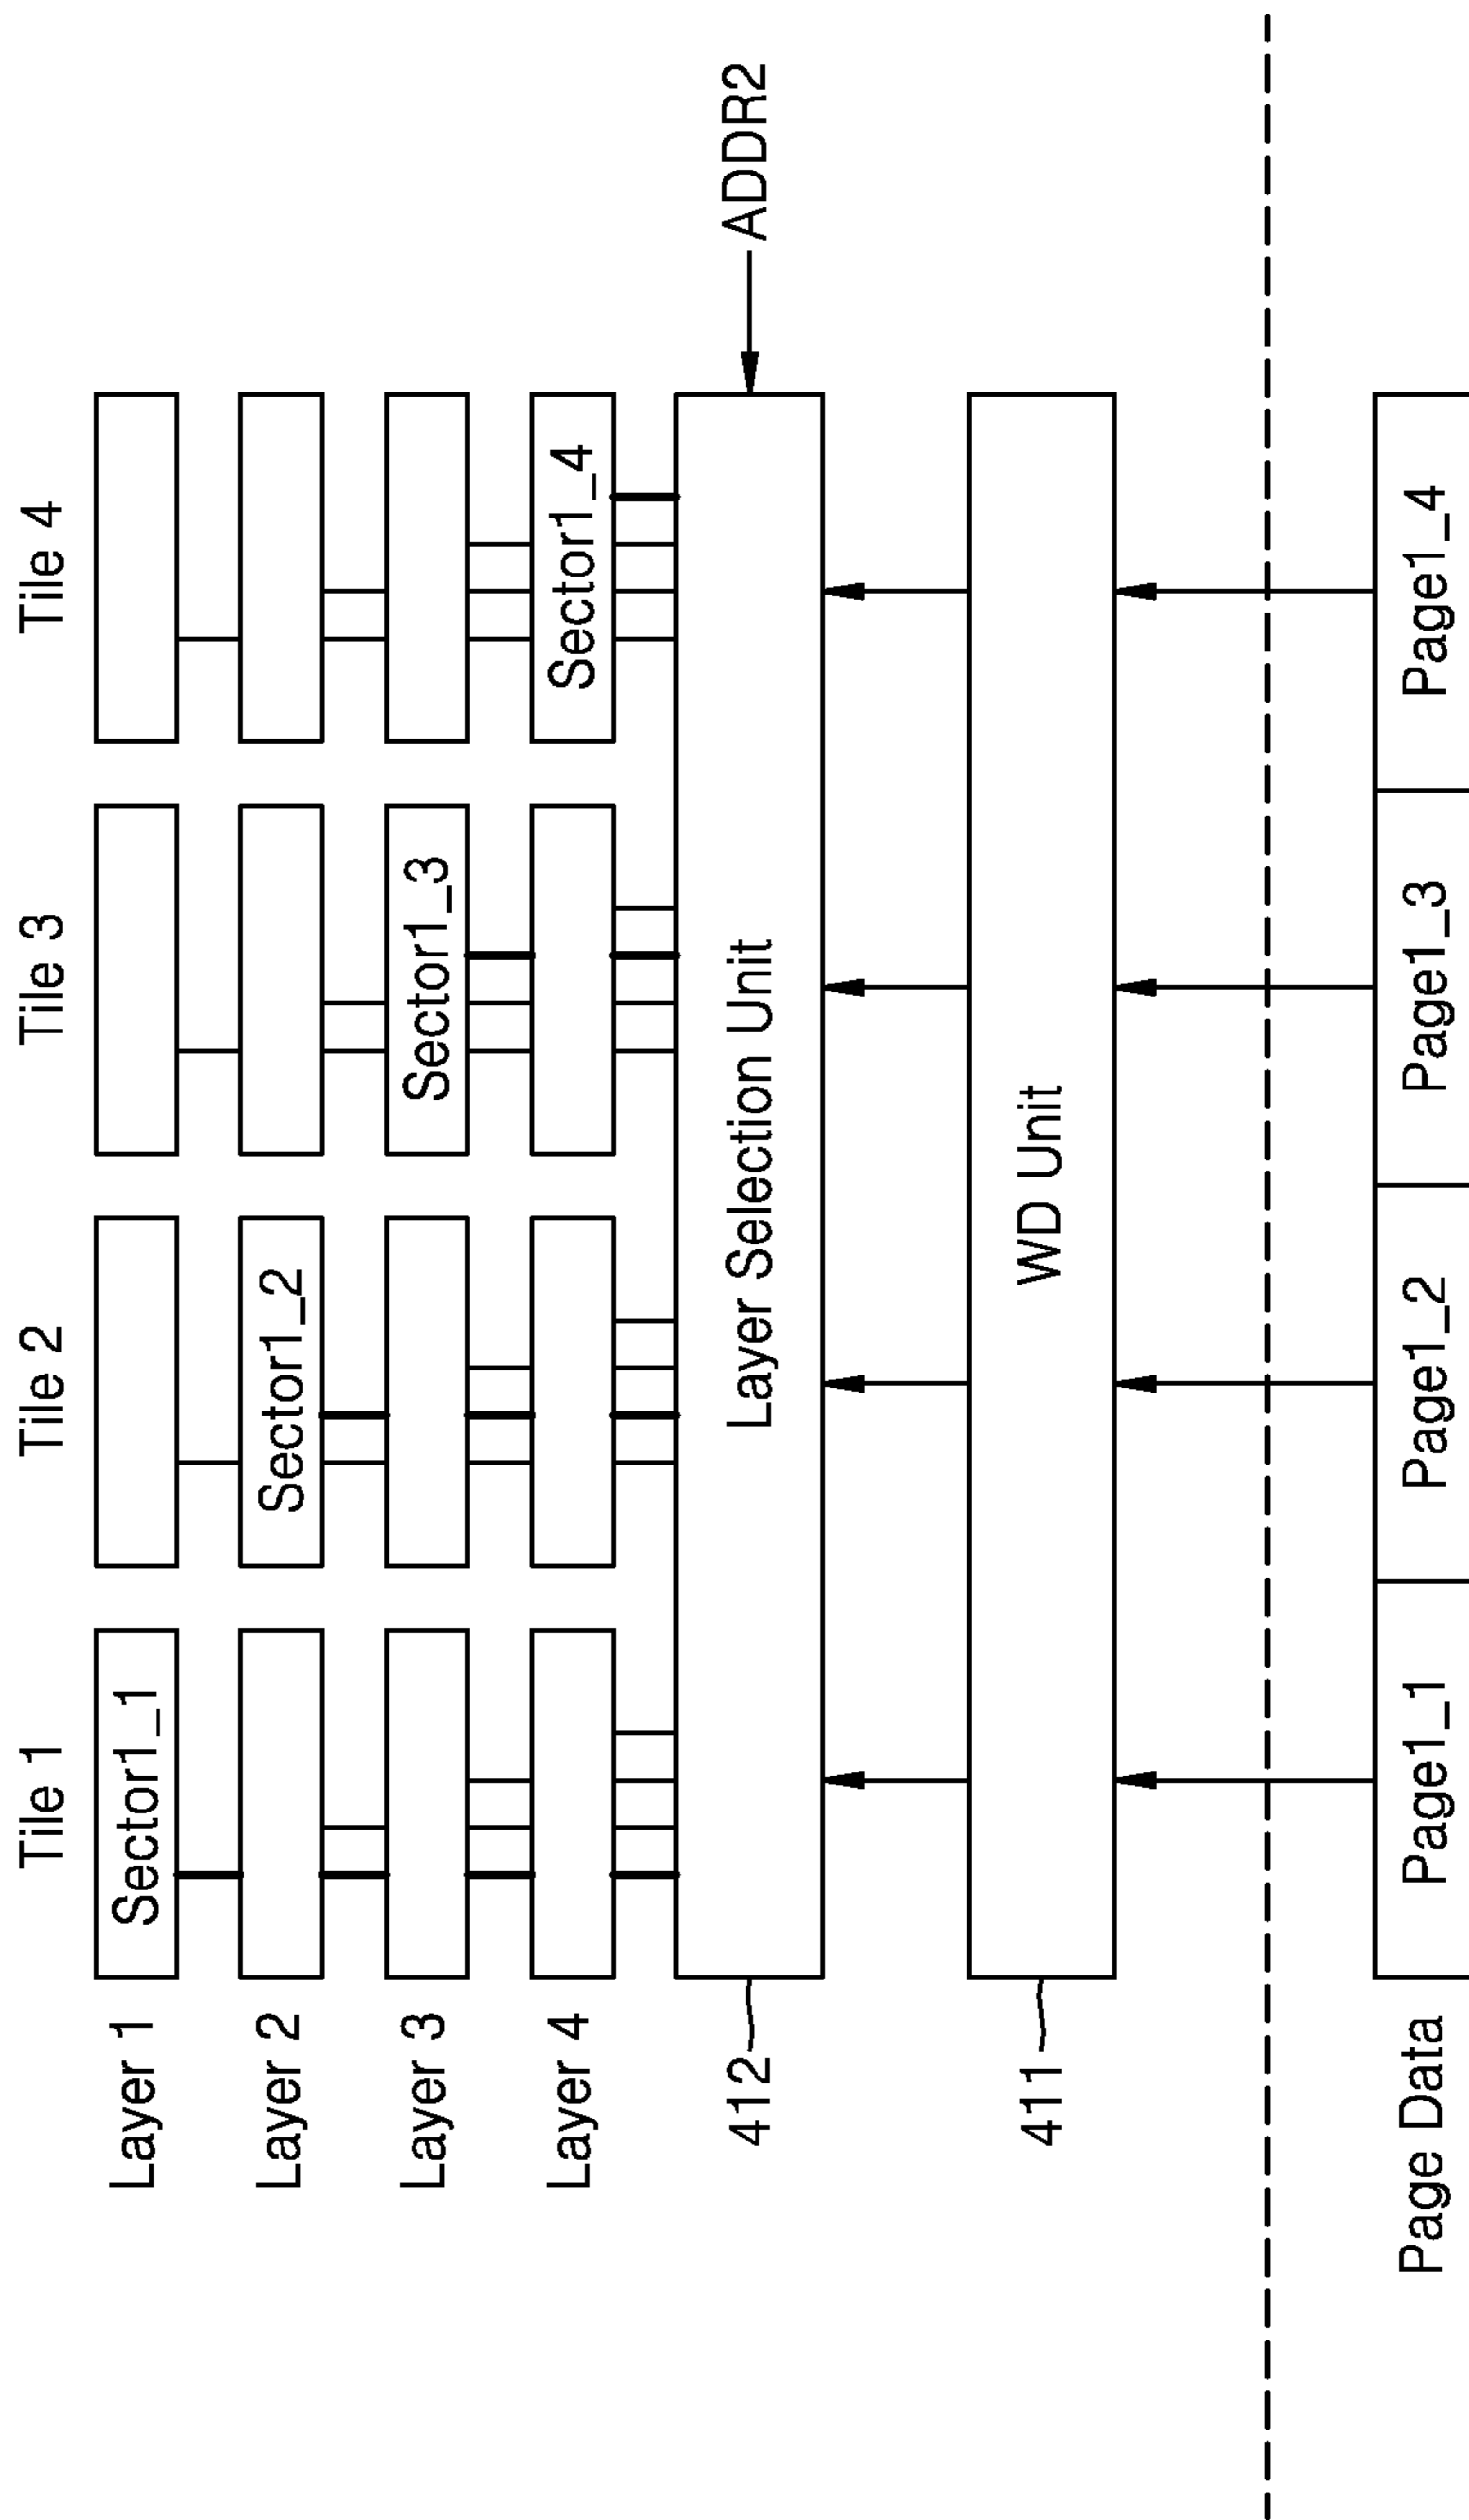 Tile 1 Tile 2 Tile 3 Tile 4
Layer 1 Sector1_1
Layer 2 Sector1_2
Layer 3 Sector1_3
Layer 4 Sector1_4
412 Layer Selection Unit ADDR2
411 WD Unit
Page Data Page1_1 Page1_2 Page1_3 Page1_4